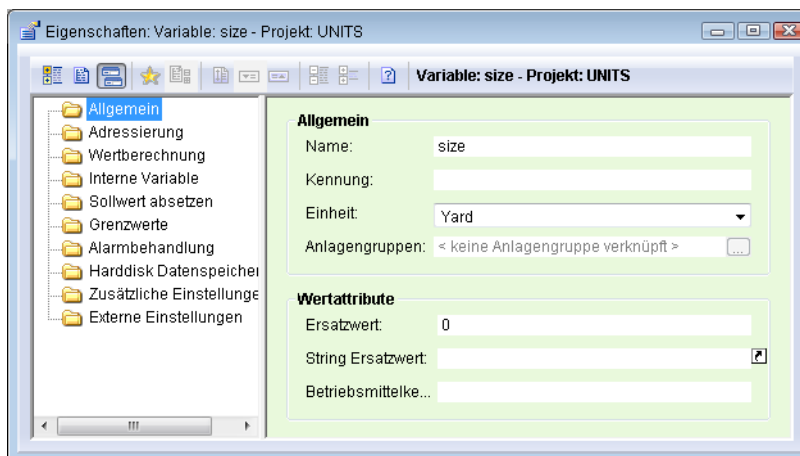 Eigenschaften: Variable: size - Projekt: UNITS
Variable: size - Projekt: UNITS
Allgemein
Adressierung
Wertberechnung
Interne Variable
Sollwert absetzen
Grenzwerte
Alarmbehandlung
Harddisk Datenspeicher
Zusätzliche Einstellunge
Externe Einstellungen
Allgemein
Name: size
Kennung:
Einheit: Yard
Anlagengruppen: < keine Anlagengruppe verknüpft > ...
Wertattribute
Ersatzwert: 0
String Ersatzwert:
Betriebsmittelke...